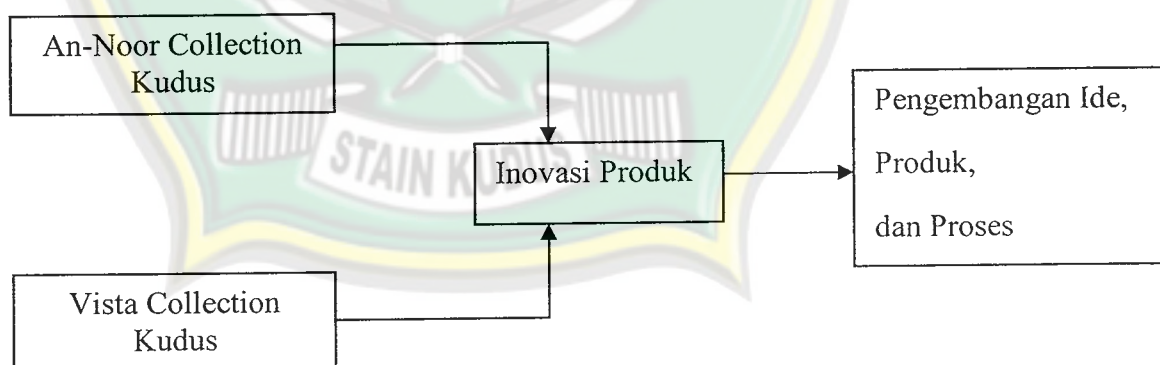 An-Noor Collection
Kudus
STAIN KUDUS
Inovasi Produk
Pengembangan Ide,
Produk,
dan Proses
Vista Collection
Kudus